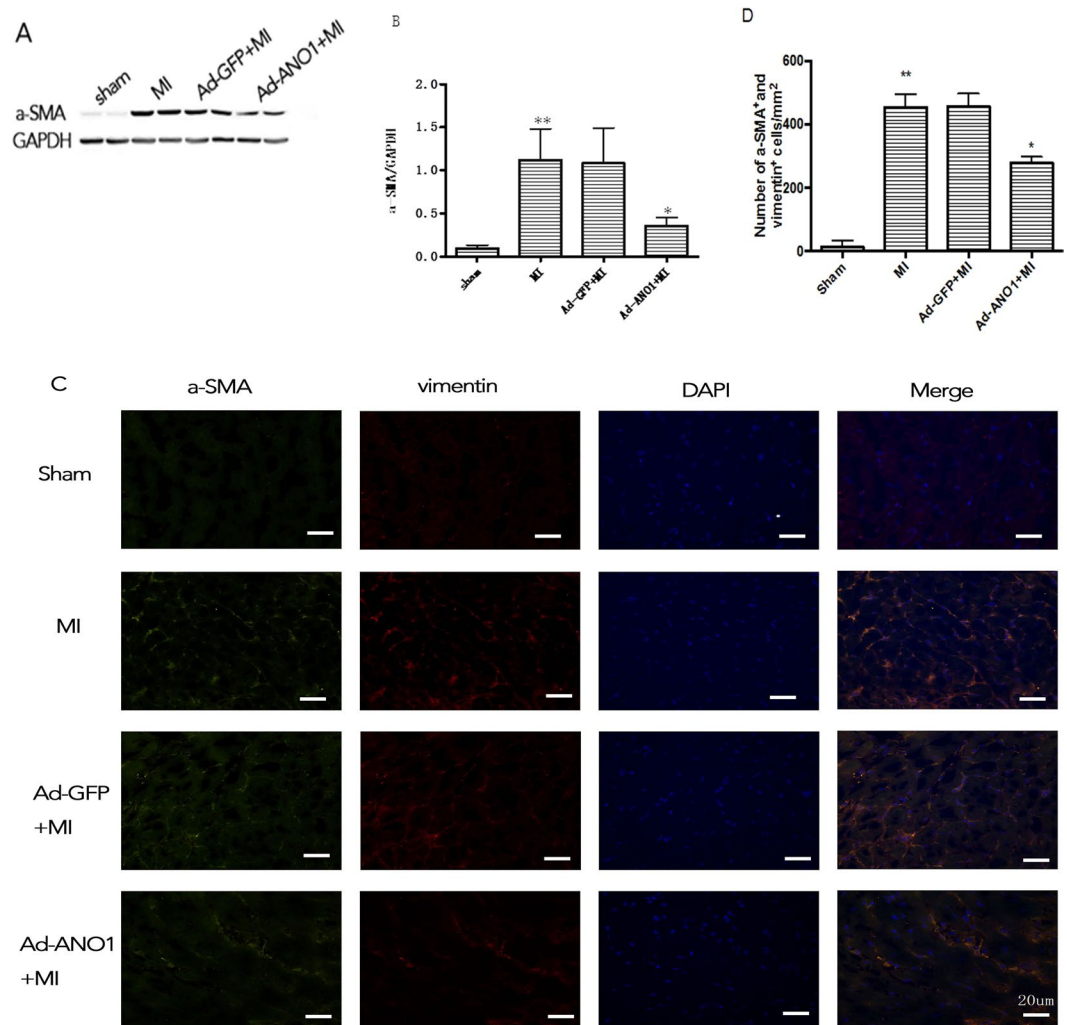 A
sham
MI
Ad-GFP+MI
Ad-ANO1+MI
a-SMA
GAPDH
B
a-SMA/GAPDH
2.0
1.5
1.0
0.5
0.0
**
*
sham
MI
Ad-GFP+MI
Ad-ANO1+MI
D
Number of a-SMA⁺and
vimentin⁺ cells/mm²
600
400
200
0
**
*
Sham
MI
Ad-GFP+MI
Ad-ANO1+MI
C
a-SMA vimentin DAPI Merge
Sham
MI
Ad-GFP
+MI
Ad-ANO1
+MI
20um